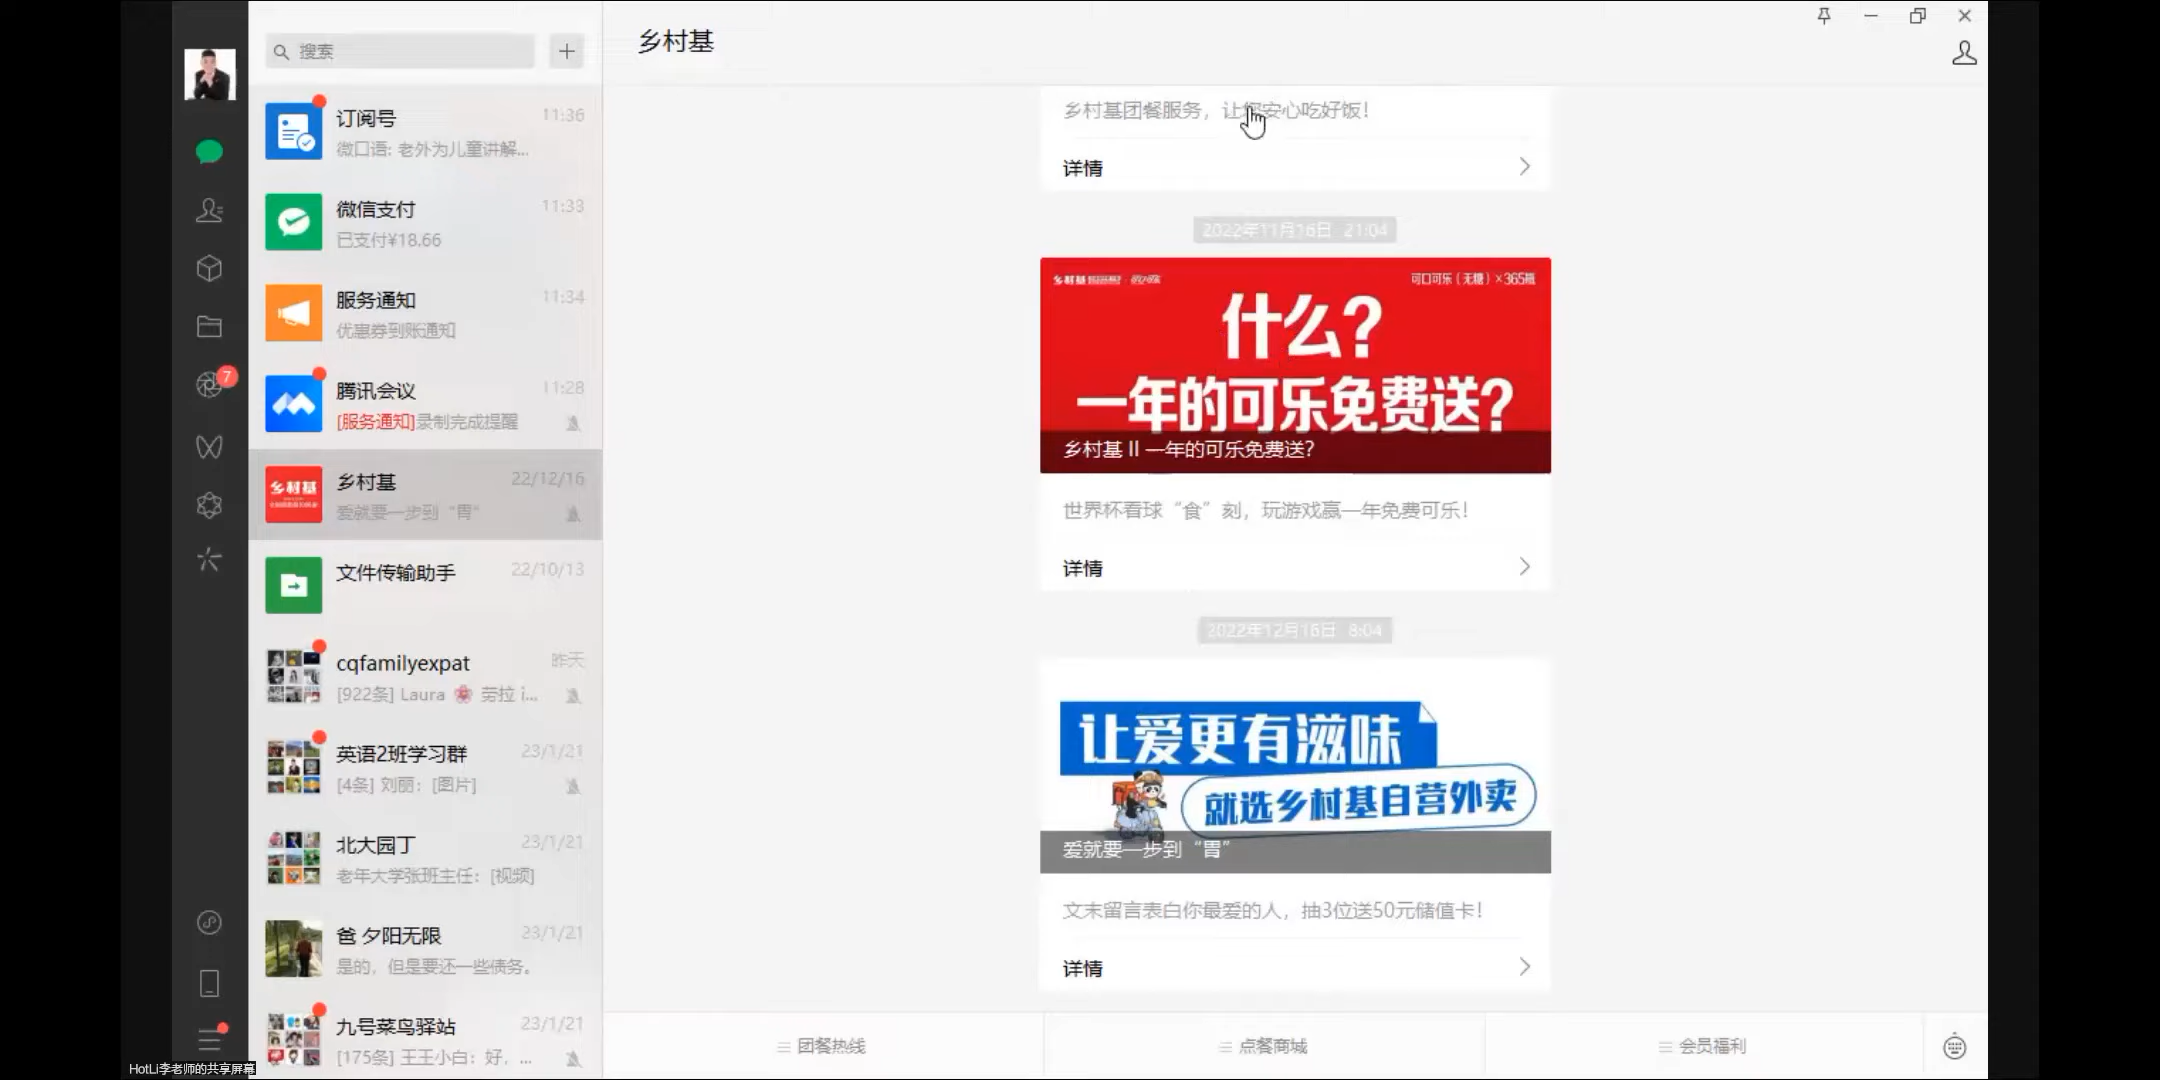 搜索
订阅号
11:36
微口语: 老外为儿童讲解...
微信支付
11:33
已支付¥18.66
服务通知
11:34
优惠券到账通知
7
腾讯会议
11:28
[服务通知]录制完成提醒
乡村基
22/12/16
爱就要一步到“胃”
文件传输助手
22/10/13
cqfamilyexpat
昨天
[922条] Laura 🌸 劳拉 i...
英语2班学习群
23/1/21
[4条] 刘丽：[图片]
北大园丁
23/1/21
老年大学张班主任：[视频]
爸 夕阳无限
23/1/21
是的，但是要还一些债务。
九号菜鸟驿站
23/1/21
[175条] 王王小白：好，...
HotLi李老师的共享屏幕
乡村基
乡村基团餐服务，让您安心吃好饭！
详情
2022年11月16日 21:04
乡村基
可口可乐（无糖）×365瓶
什么？
一年的可乐免费送？
乡村基 II 一年的可乐免费送？
世界杯看球“食”刻，玩游戏赢一年免费可乐！
详情
2022年12月16日 8:04
让爱更有滋味
就选乡村基自营外卖
爱就要一步到“胃”
文末留言表白你最爱的人，抽3位送50元储值卡！
详情
团餐热线
点餐商城
会员福利